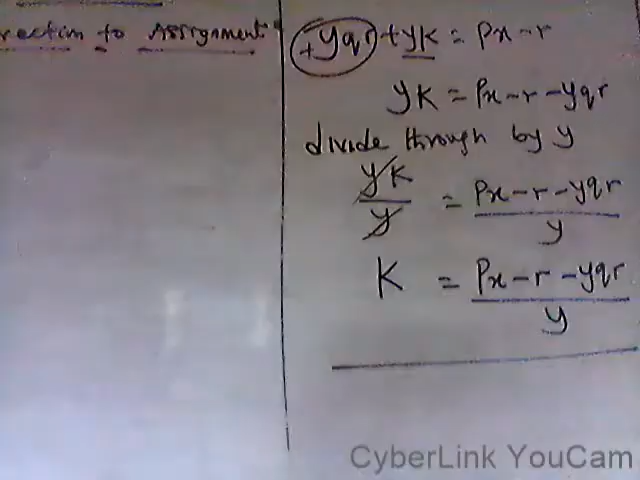 rection to Assignment
+yqr + yk = px - r
yk = px - r - yqr
divide through by y
yk = px - r - yqr
y y
K = px - r - yqr
y
CyberLink YouCam